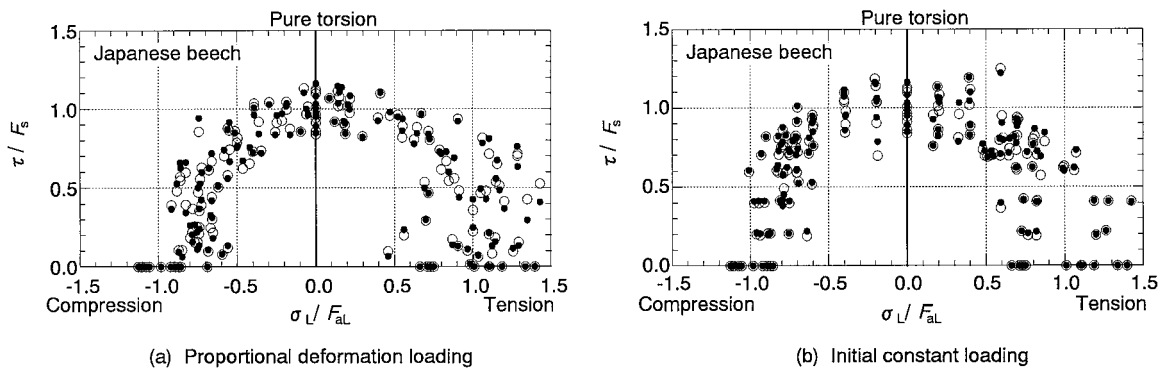 Pure torsion
Japanese beech
τ / Fs
1.5
1.0
0.5
0.0
-1.5 -1.0 -0.5 0.0 0.5 1.0 1.5
Compression
Tension
σL / FaL
(a) Proportional deformation loading
Pure torsion
Japanese beech
τ / Fs
1.5
1.0
0.5
0.0
-1.5 -1.0 -0.5 0.0 0.5 1.0 1.5
Compression
Tension
σL / FaL
(b) Initial constant loading